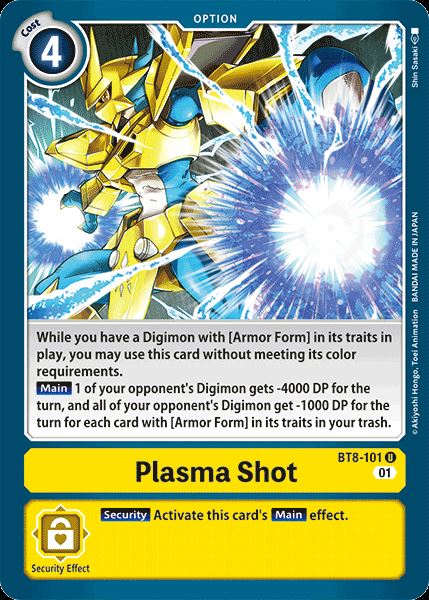 OPTION
Cost
4
Shin Sasaki
© Akiyoshi Hongo, Toei Animation BANDAI MADE IN JAPAN
While you have a Digimon with [Armor Form] in its traits in
play, you may use this card without meeting its color
requirements.
Main 1 of your opponent's Digimon gets -4000 DP for the
turn, and all of your opponent's Digimon get -1000 DP for the
turn for each card with [Armor Form] in its traits in your trash.
BT8-101 U
Plasma Shot
01
Security Activate this card's Main effect.
Security Effect